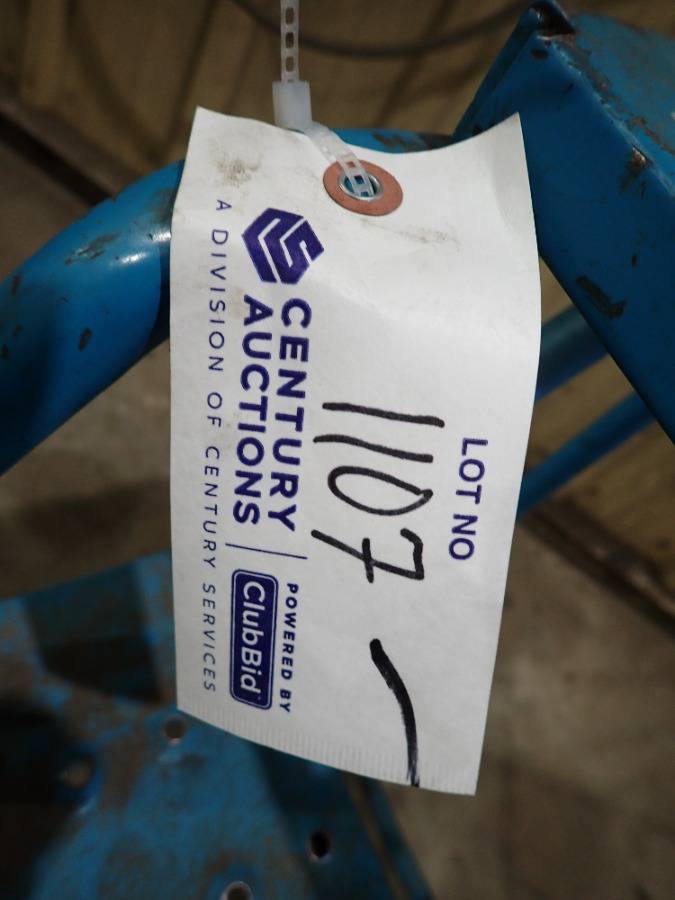 LOT NO
1107
CENTURY
AUCTIONS
POWERED BY
ClubBid
A DIVISION OF CENTURY SERVICES